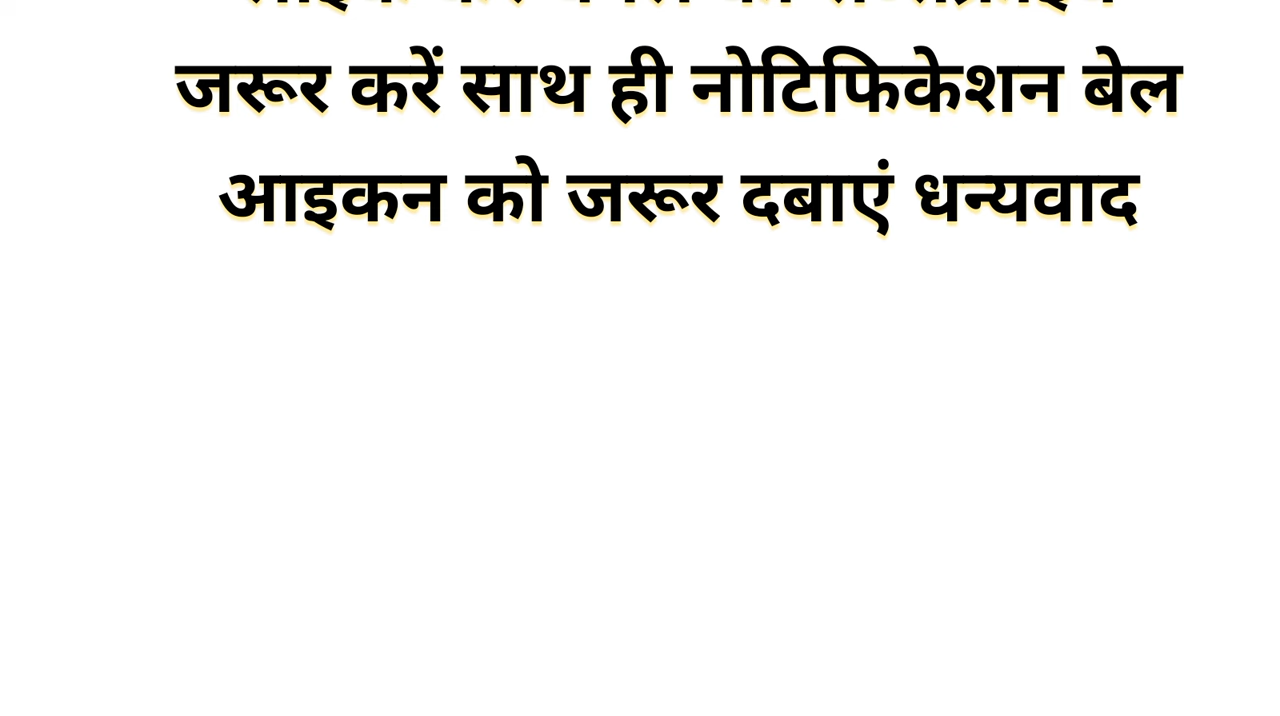 जरूर करें साथ ही नोटिफिकेशन बेल
आइकन को जरूर दबाएं धन्यवाद